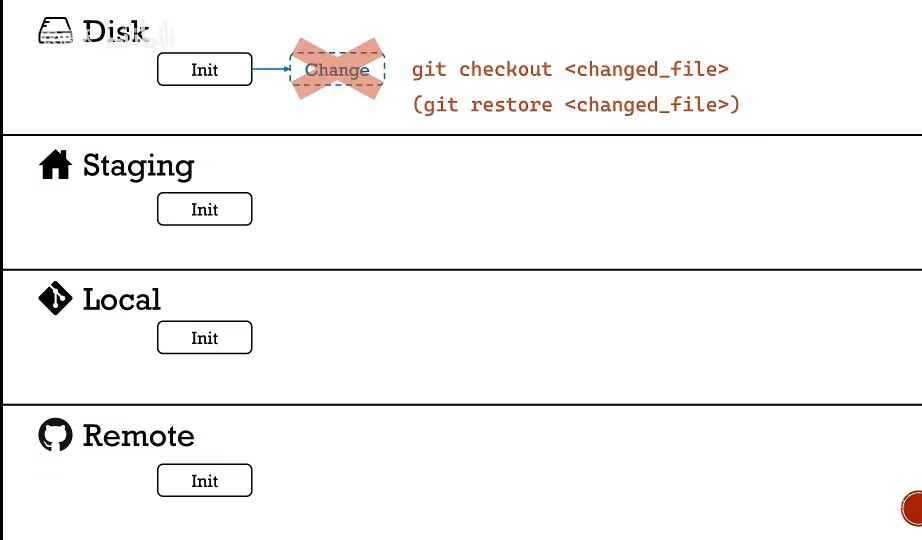 Disk
Init
Change
git checkout <changed_file>
(git restore <changed_file>)
Staging
Init
Local
Init
Remote
Init